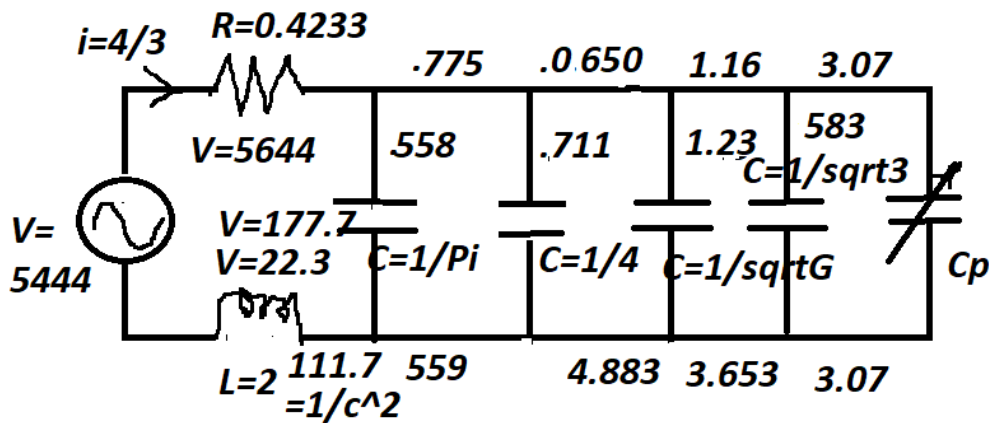 R=0.4233
i=4/3
.775
.0.650
1.16
3.07
V=5644
.558
.711
1.23
583
C=1/sqrt3
V=
5444
V=177.7
V=22.3
C=1/Pi
C=1/4
C=1/sqrtG
Cp
L=2
111.7
=1/c^2
559
4.883
3.653
3.07